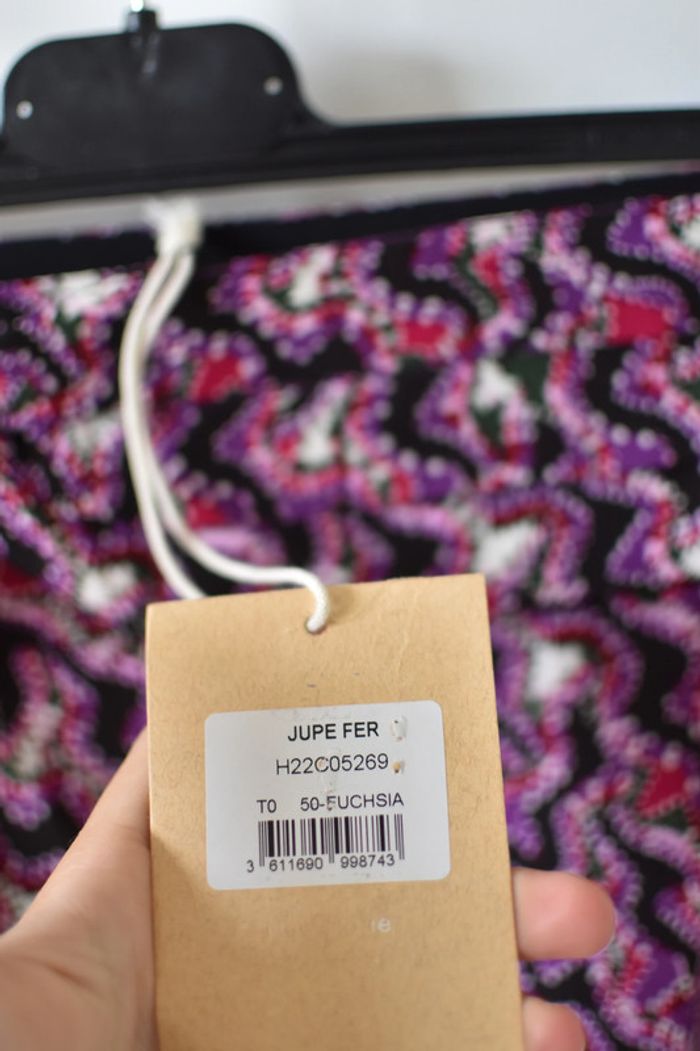 JUPE FER
H22C05269
T0 50-FUCHSIA
3 611690 998743